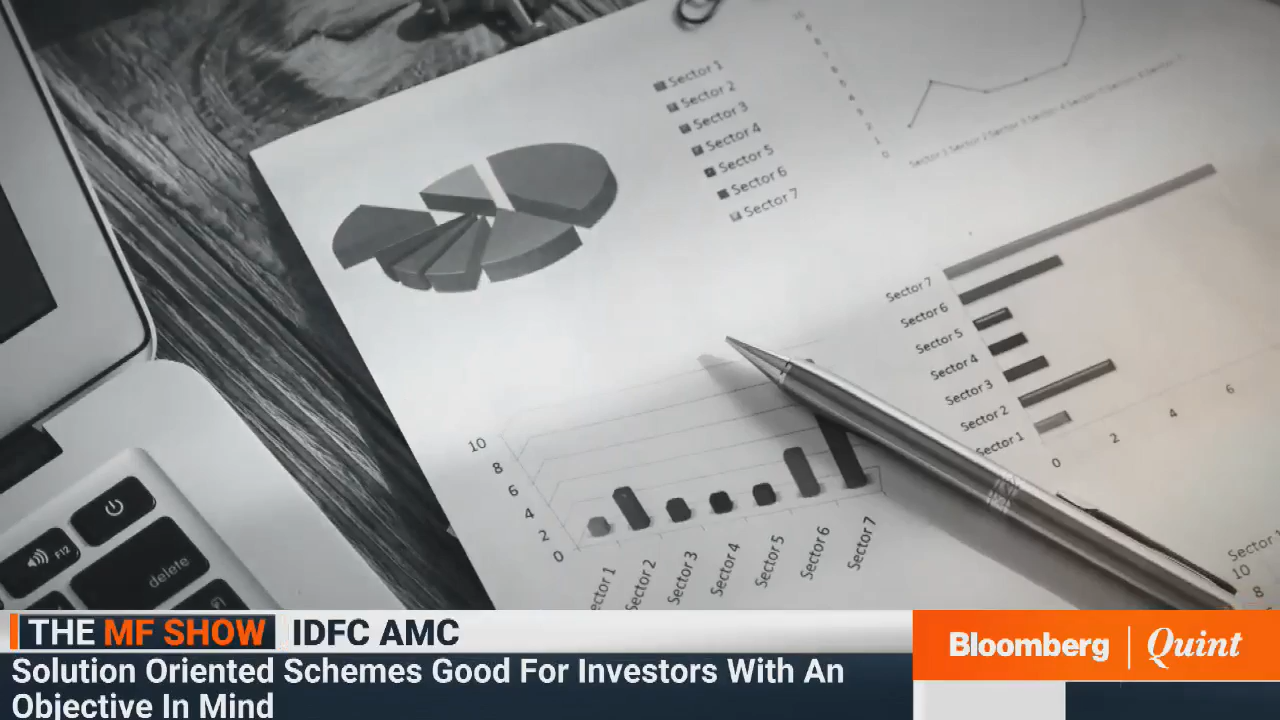 Sector 1
Sector 2
Sector 3
Sector 4
Sector 5
Sector 6
Sector 7
Sector 7
Sector 6
Sector 5
Sector 4
Sector 3
Sector 2
Sector 1
0
2
4
6
10
8
6
4
2
0
Sector 2
Sector 3
Sector 4
Sector 5
Sector 6
Sector 7
10
8
F12
delete
THE MF SHOW IDFC AMC
Solution Oriented Schemes Good For Investors With An
Objective In Mind
Bloomberg | Quint